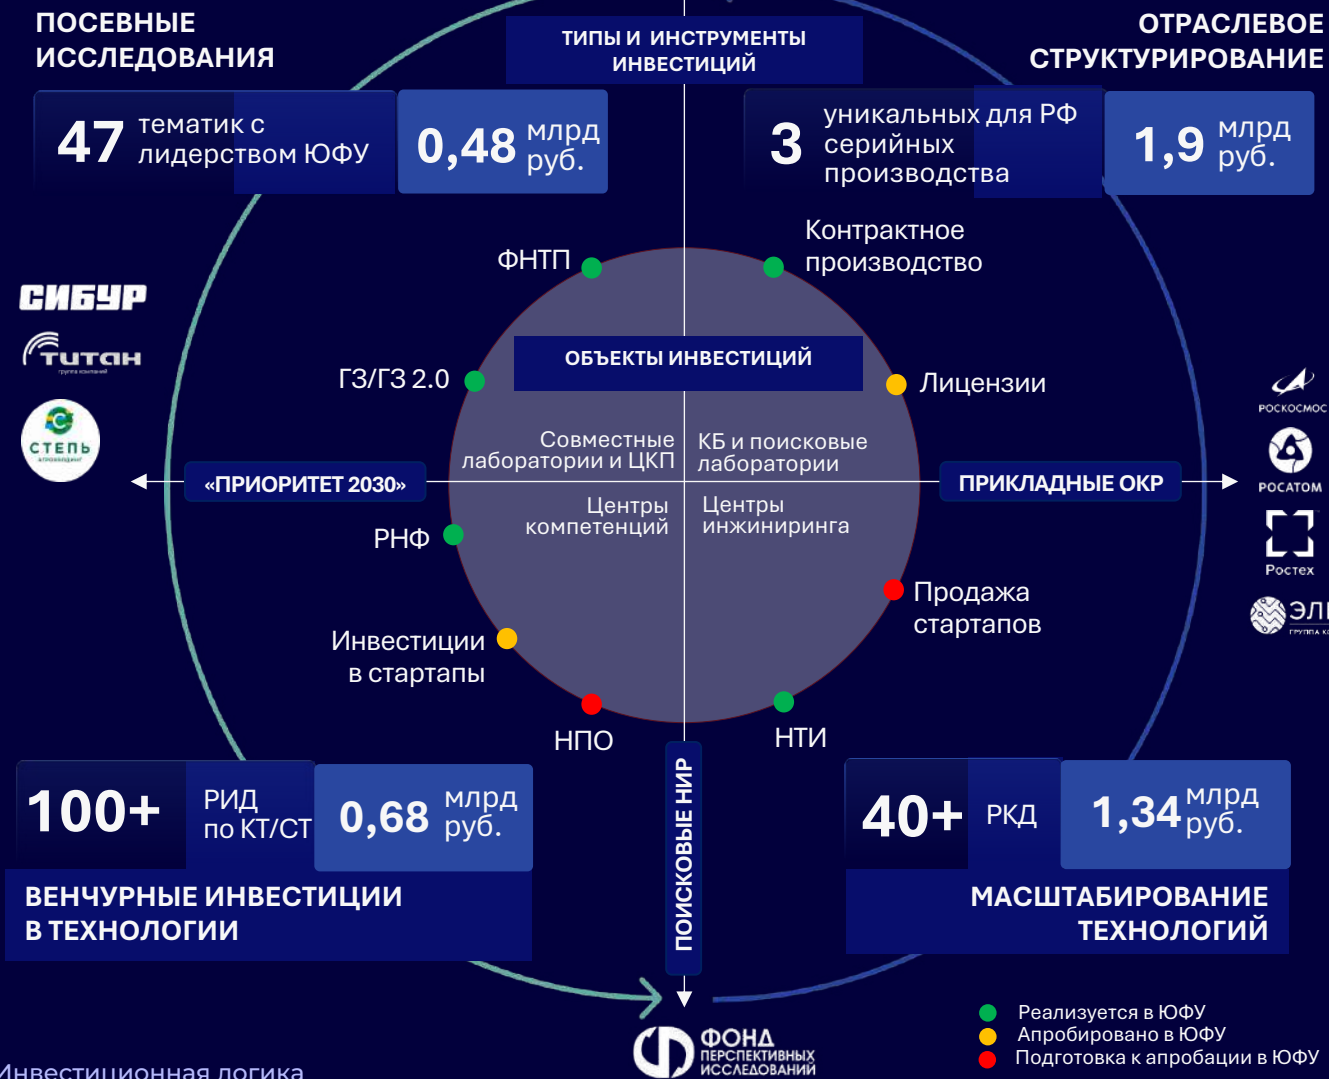 ПОСЕВНЫЕ
ИССЛЕДОВАНИЯ
ТИПЫ И ИНСТРУМЕНТЫ
ИНВЕСТИЦИЙ
ОТРАСЛЕВОЕ
СТРУКТУРИРОВАНИЕ
47
тематик с
лидерством ЮФУ
0,48
млрд
руб.
3
уникальных для РФ
серийных
производства
1,9
млрд
руб.
ФНТП
Контрактное
производство
СИБУР
ТИТАН
группа компаний
СТЕПЬ
АГРОХОЛДИНГ
ОБЪЕКТЫ ИНВЕСТИЦИЙ
ГЗ/ГЗ 2.0
Лицензии
РОСКОСМОС
Совместные
лаборатории и ЦКП
КБ и поисковые
лаборатории
«ПРИОРИТЕТ 2030»
ПРИКЛАДНЫЕ ОКР
РОСАТОМ
Центры
компетенций
Центры
инжиниринга
РНФ
Ростех
Продажа
стартапов
Инвестиции
в стартапы
НПО
НТИ
ПОИСКОВЫЕ НИР
100+
РИД
по КТ/СТ
0,68
млрд
руб.
40+
РКД
1,34
млрд
руб.
ВЕНЧУРНЫЕ ИНВЕСТИЦИИ
В ТЕХНОЛОГИИ
МАСШТАБИРОВАНИЕ
ТЕХНОЛОГИЙ
ФОНД
ПЕРСПЕКТИВНЫХ
ИССЛЕДОВАНИЙ
Реализуется в ЮФУ
Апробировано в ЮФУ
Подготовка к апробации в ЮФУ
Инвестиционная логика